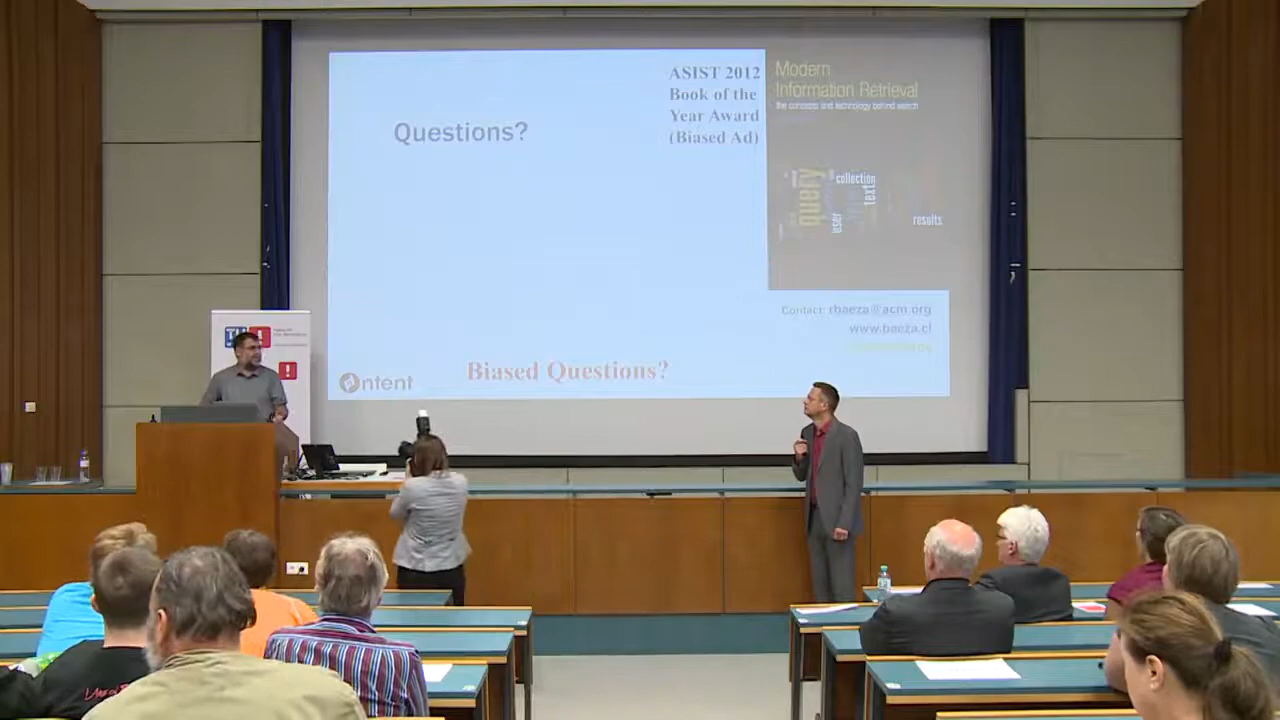 Questions?
ASIST 2012
Book of the
Year Award
(Biased Ad)
Modern
Information Retrieval
the concepts and technology behind search
query
collection
text
user
results
Contact: rbaeza@acm.org
www.baeza.cl
Biased Questions?
ntent
TU
!